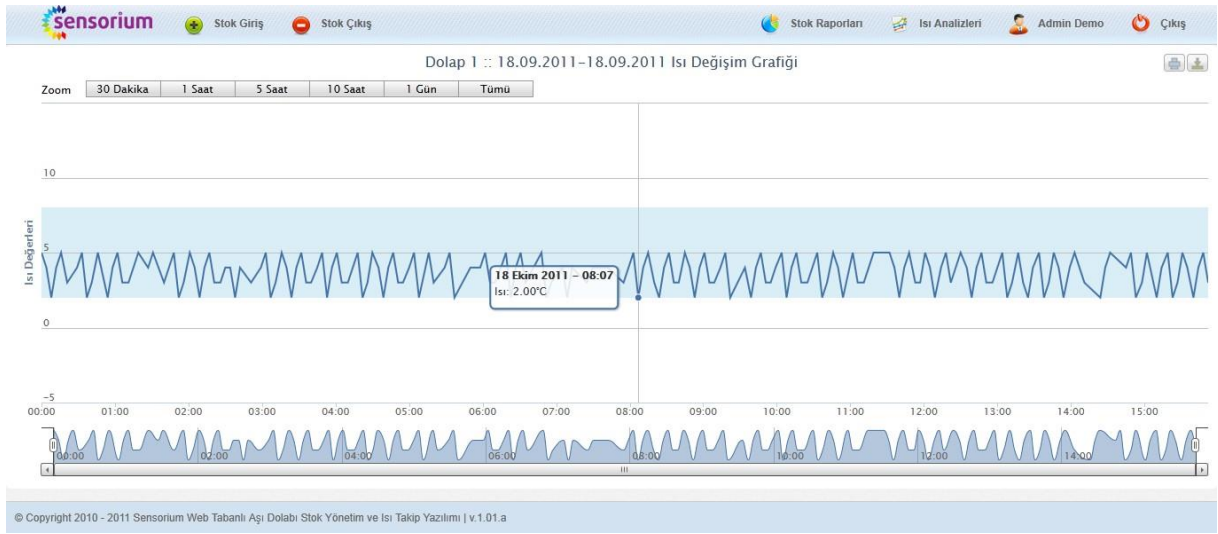 sensorium Stok Giriş Stok Çıkış Stok Raporları Isı Analizleri Admin Demo Çıkış
Dolap 1 :: 18.09.2011-18.09.2011 Isı Değişim Grafiği
Zoom 30 Dakika 1 Saat 5 Saat 10 Saat 1 Gün Tümü
10
Isı Değerleri
5
18 Ekim 2011 - 08:07
Isı: 2.00°C
0
-5
00:00 01:00 02:00 03:00 04:00 05:00 06:00 07:00 08:00 09:00 10:00 11:00 12:00 13:00 14:00 15:00
00:00 02:00 04:00 06:00 08:00 10:00 12:00 14:00
© Copyright 2010 - 2011 Sensorium Web Tabanlı Aşı Dolabı Stok Yönetim ve Isı Takip Yazılımı | v.1.01.a